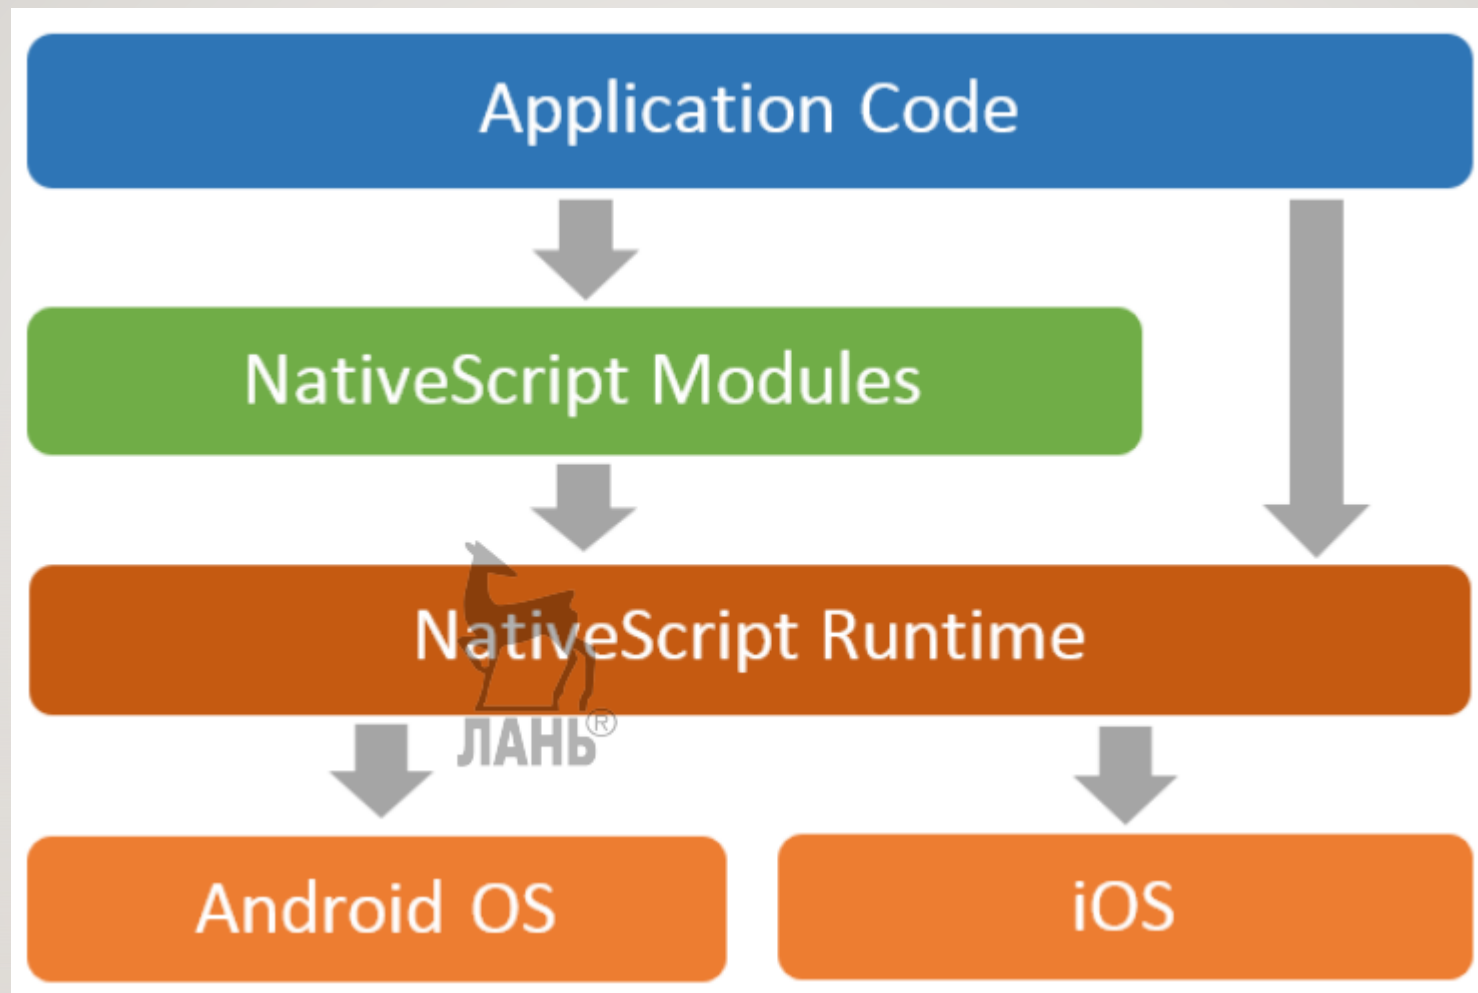 Application Code
NativeScript Modules
NativeScript Runtime
ЛАНЬ®
Android OS
iOS